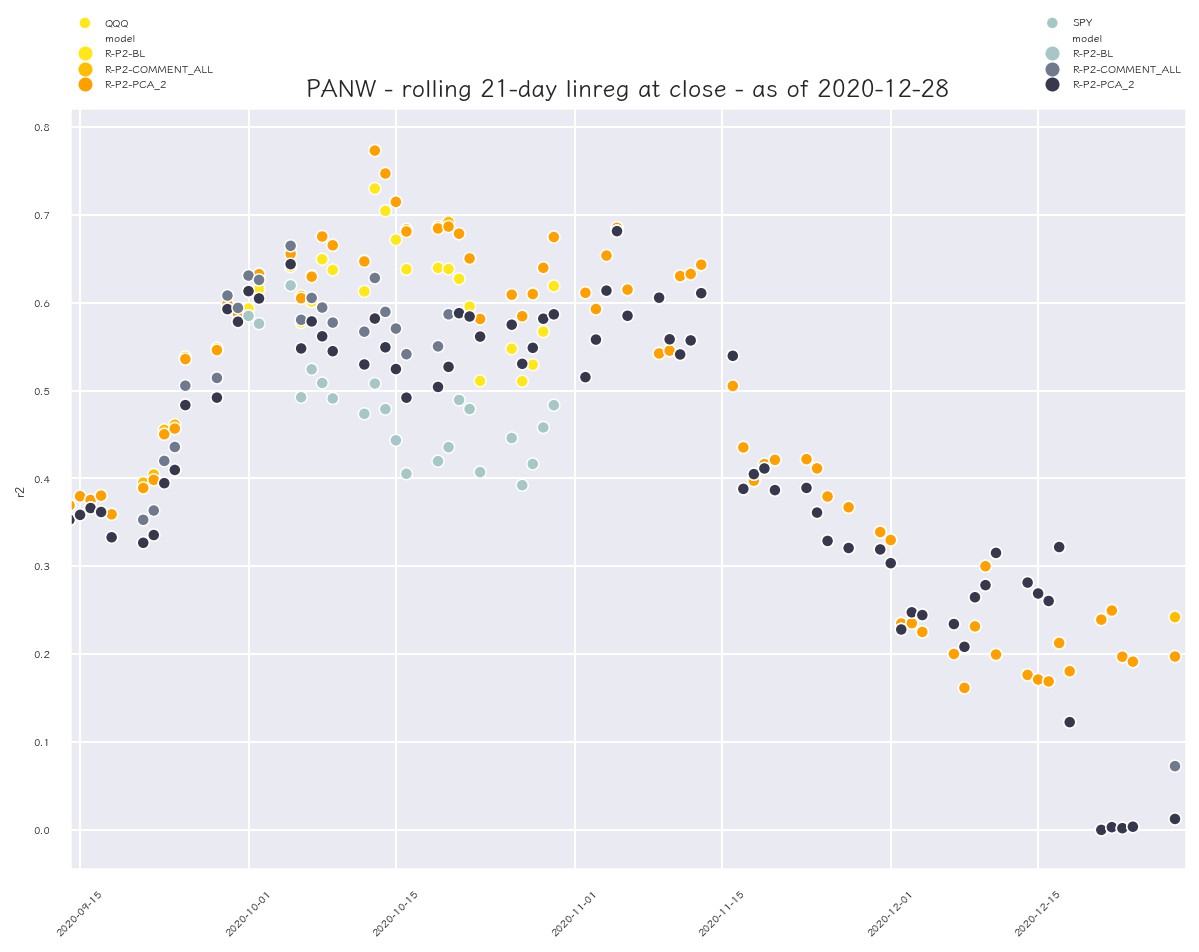 QQQ
model
R-P2-BL
R-P2-COMMENT_ALL
R-P2-PCA_2
SPY
model
R-P2-BL
R-P2-COMMENT_ALL
R-P2-PCA_2
PANW - rolling 21-day linreg at close - as of 2020-12-28
0.8
0.7
0.6
0.5
0.4
0.3
0.2
0.1
0.0
r2
2020-09-15
2020-10-01
2020-10-15
2020-11-01
2020-11-15
2020-12-01
2020-12-15